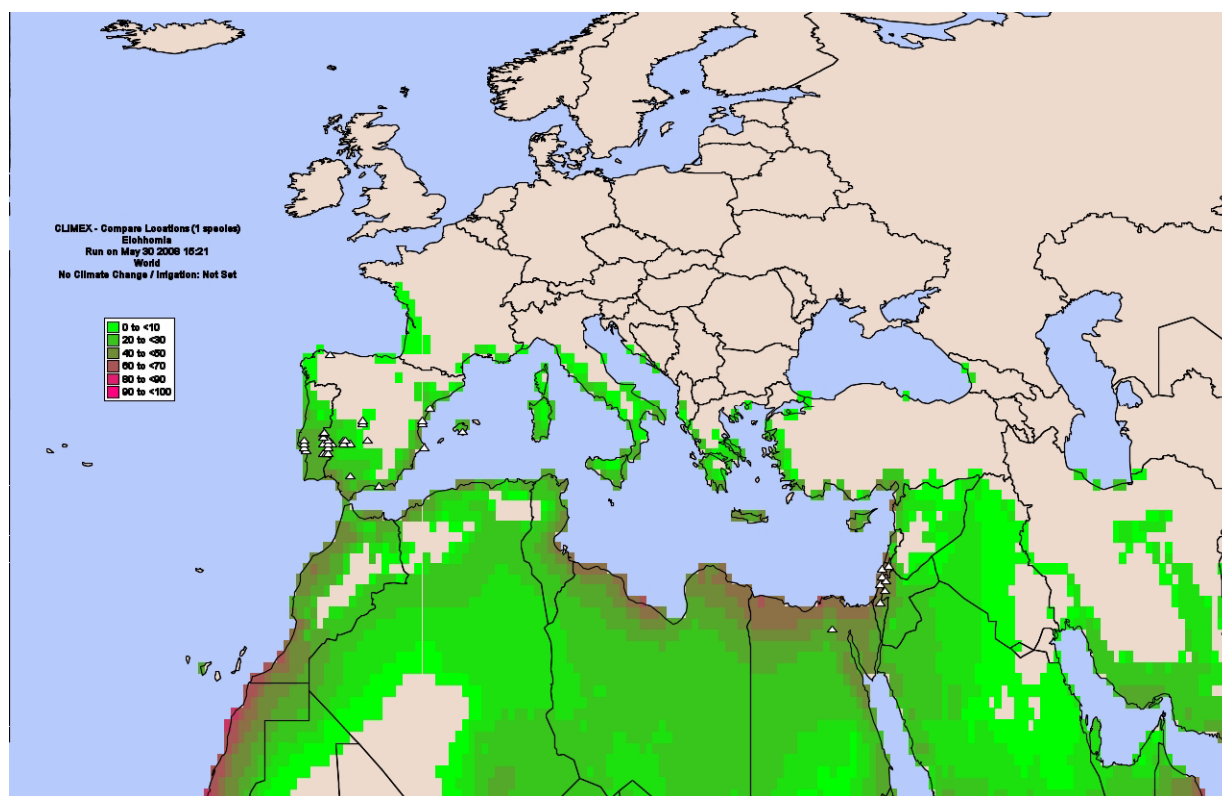 CLIMEX - Compare Locations (1 species)
Eichhornia
Run on May 30 2008 15:21
World
No Climate Change / Irrigation: Not Set
0 to <10
20 to <30
40 to <50
60 to <70
80 to <90
90 to <100